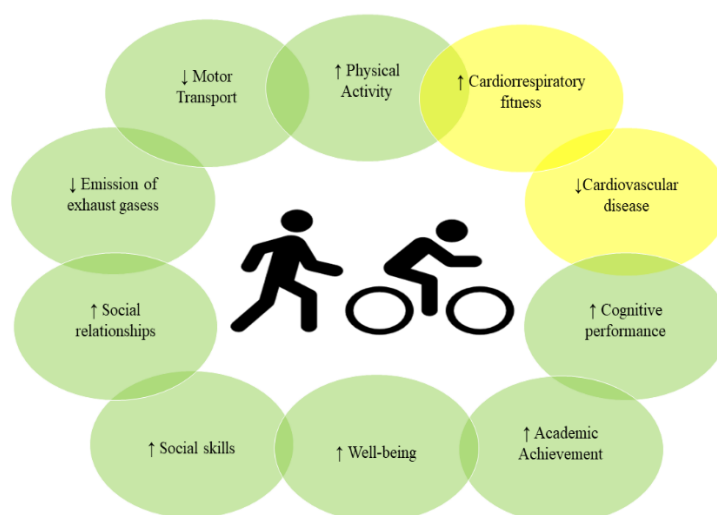 ↓ Motor
Transport
↑ Physical
Activity
↑ Cardiorrespiratory
fitness
↓Cardiovascular
disease
↑ Cognitive
performance
↑ Academic
Achievement
↑ Well-being
↑ Social skills
↑ Social
relationships
↓ Emission of
exhaust gasess